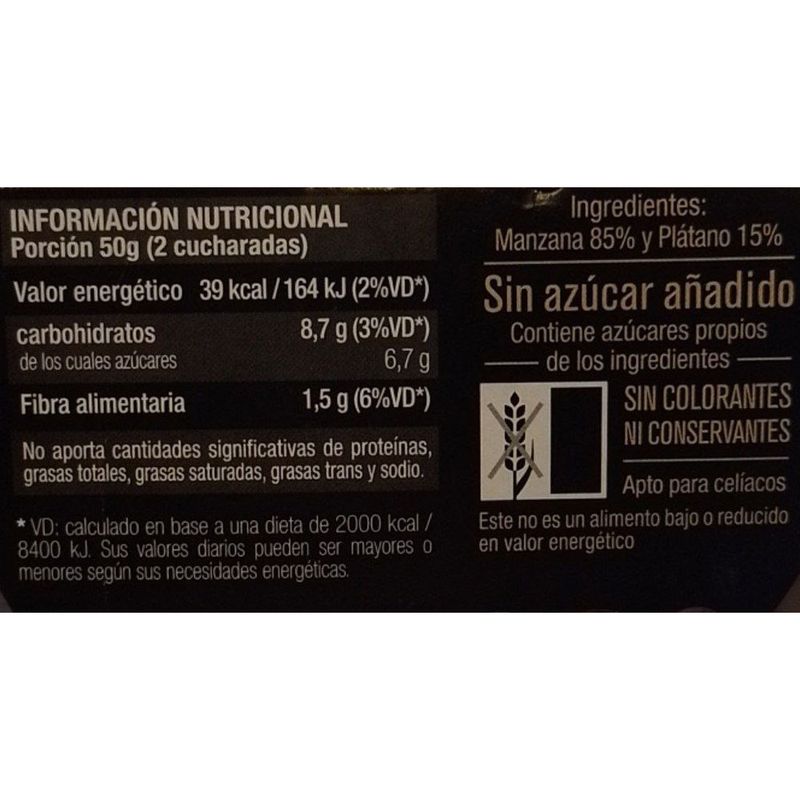 INFORMACIÓN NUTRICIONAL
Porción 50g (2 cucharadas)
Valor energético 39 kcal / 164 kJ (2%VD*)
carbohidratos 8,7 g (3%VD*)
de los cuales azúcares 6,7 g
Fibra alimentaria 1,5 g (6%VD*)
No aporta cantidades significativas de proteínas,
grasas totales, grasas saturadas, grasas trans y sodio.
* VD: calculado en base a una dieta de 2000 kcal /
8400 kJ. Sus valores diarios pueden ser mayores o
menores según sus necesidades energéticas.
Ingredientes:
Manzana 85% y Plátano 15%
Sin azúcar añadido
Contiene azúcares propios
de los ingredientes
SIN COLORANTES
NI CONSERVANTES
Apto para celíacos
Este no es un alimento bajo o reducido
en valor energético